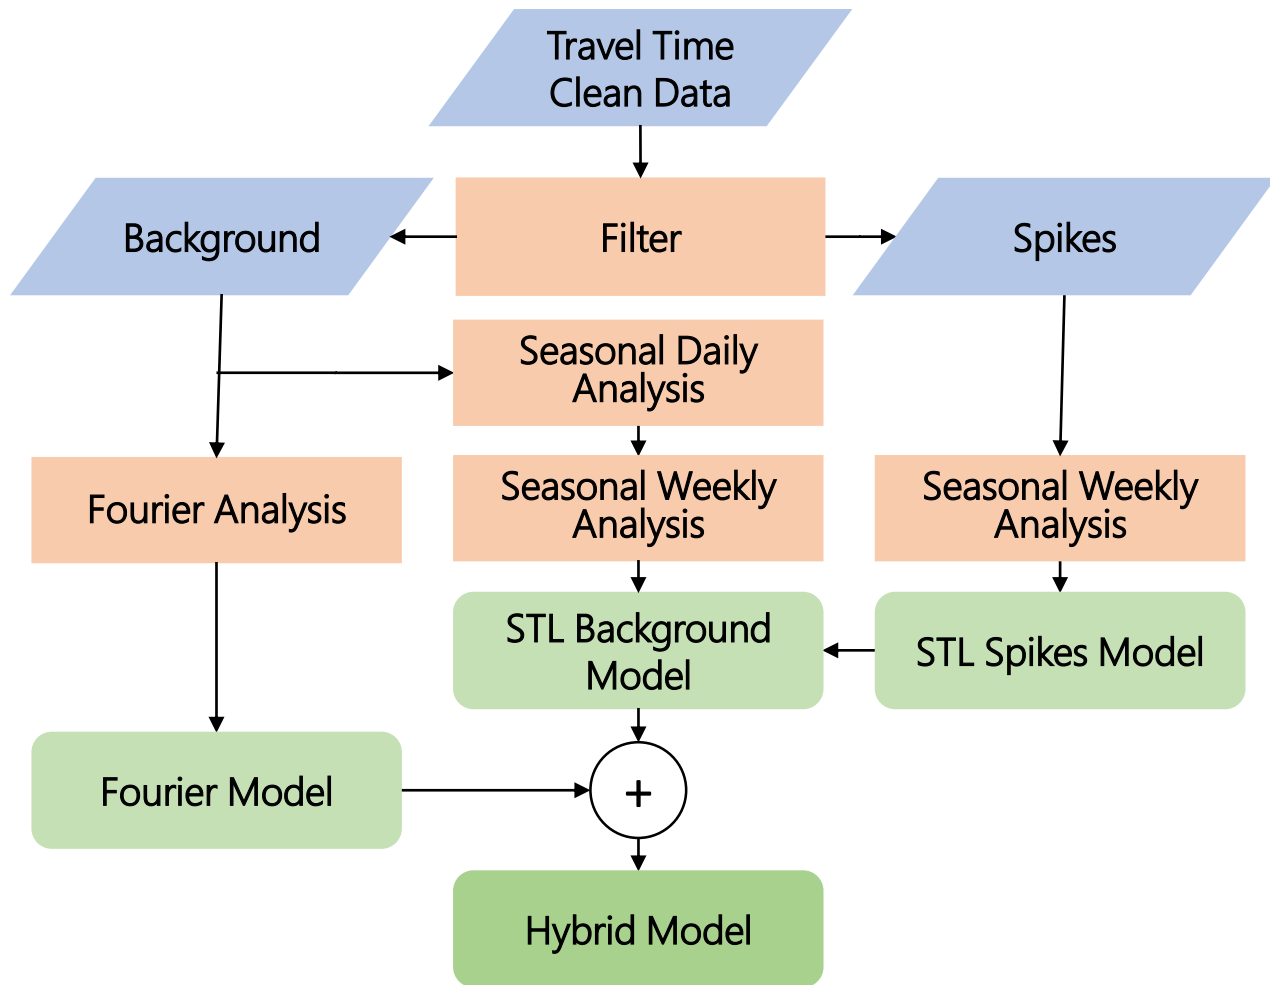 Travel Time
Clean Data
Background
Filter
Spikes
Seasonal Daily
Analysis
Fourier Analysis
Seasonal Weekly
Analysis
Seasonal Weekly
Analysis
STL Background
Model
STL Spikes Model
Fourier Model
+
Hybrid Model